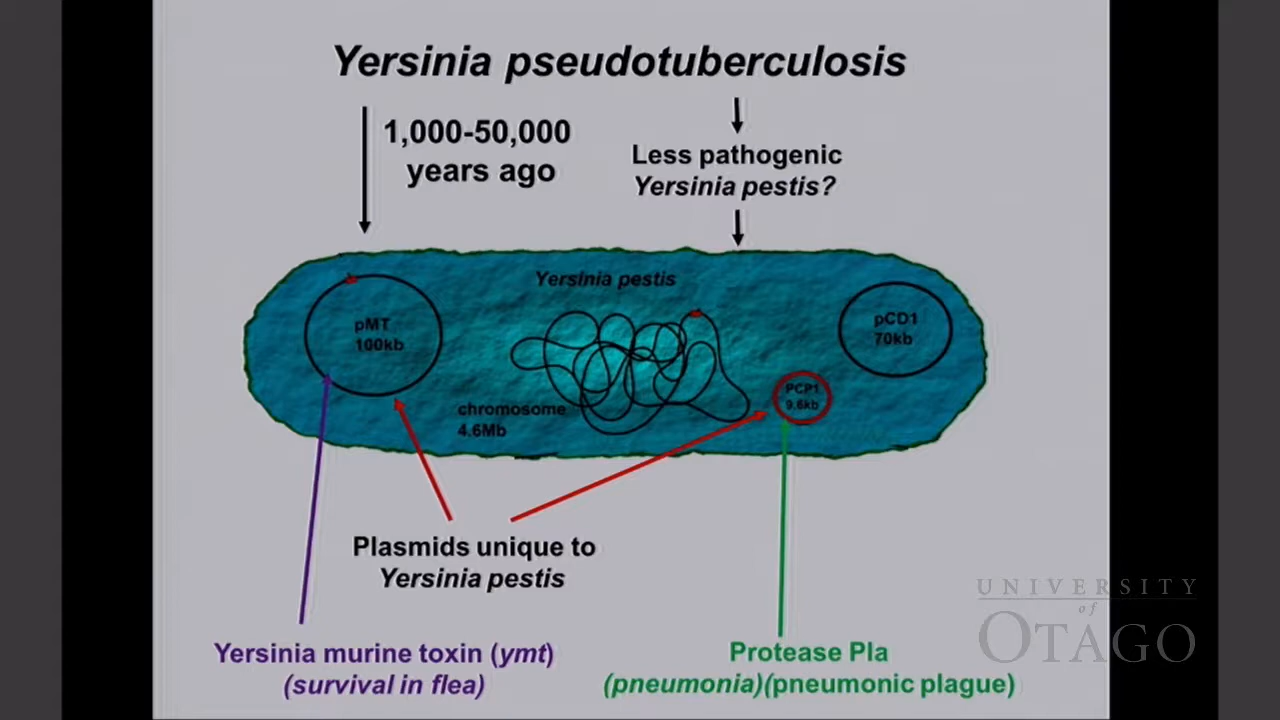 Yersinia pseudotuberculosis
1,000-50,000
years ago
Less pathogenic
Yersinia pestis?
Yersinia pestis
pMT
100kb
pCD1
70kb
PCP1
9.6kb
chromosome
4.6Mb
Plasmids unique to
Yersinia pestis
Yersinia murine toxin (ymt)
(survival in flea)
Protease Pla
(pneumonia)(pneumonic plague)
UNIVERSITY
of
OTAGO